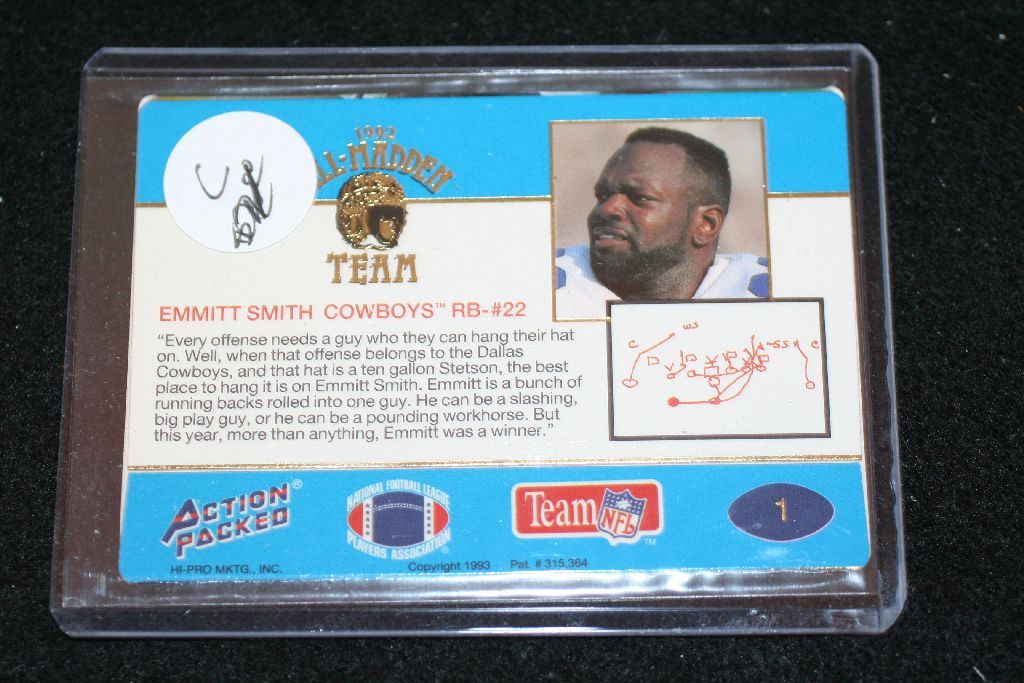 1992
LL-MADDEN
TEAM
EMMITT SMITH COWBOYS™ RB-#22
"Every offense needs a guy who they can hang their hat
on. Well, when that offense belongs to the Dallas
Cowboys, and that hat is a ten gallon Stetson, the best
place to hang it is on Emmitt Smith. Emmitt is a bunch of
running backs rolled into one guy. He can be a slashing,
big play guy, or he can be a pounding workhorse. But
this year, more than anything, Emmitt was a winner."
WS
C
SS
C
ACTION PACKED®
NATIONAL FOOTBALL LEAGUE
PLAYERS ASSOCIATION
Team NFL™
1
HI-PRO MKTG., INC.
Copyright 1993 Pat. # 315,364